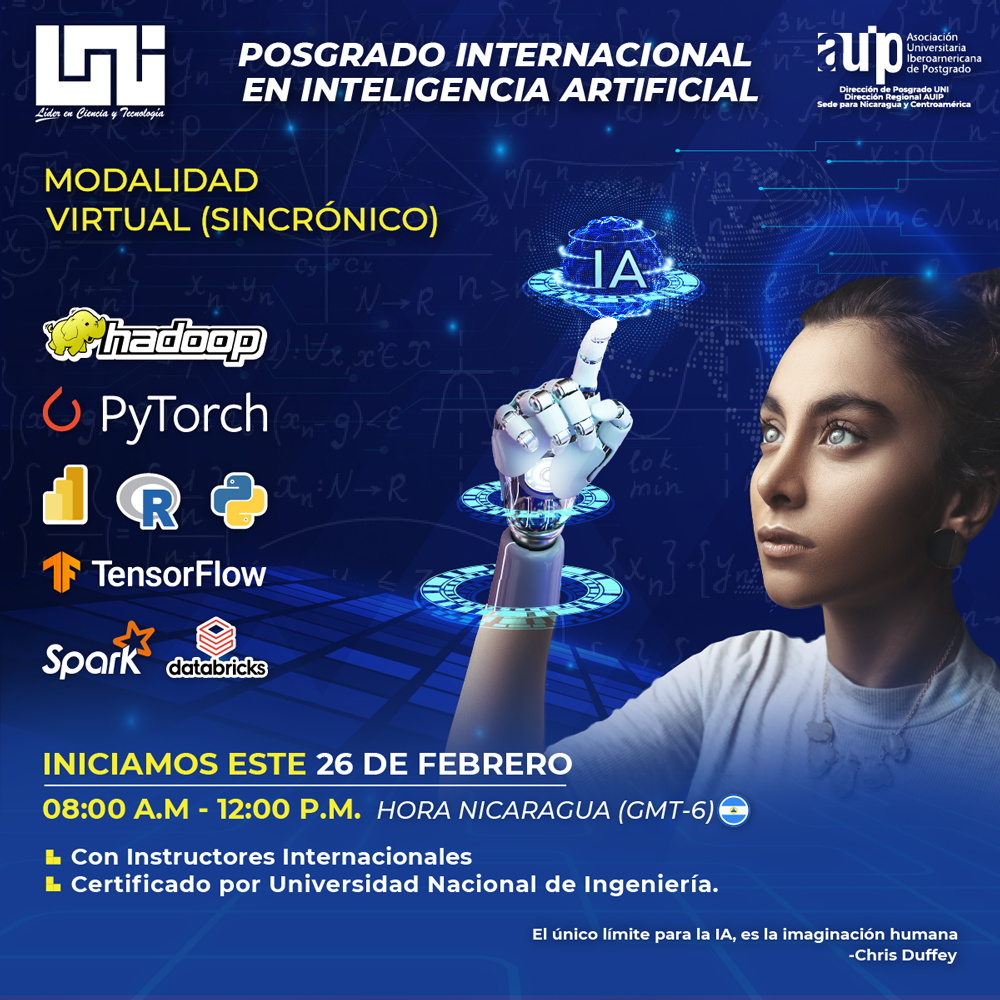 UNI
Líder en Ciencia y Tecnología
POSGRADO INTERNACIONAL
EN INTELIGENCIA ARTIFICIAL
auip
Asociación
Universitaria
Iberoamericana
de Postgrado
Dirección de Posgrado UNI
Dirección Regional AUIP
Sede para Nicaragua y Centroamérica
MODALIDAD
VIRTUAL (SINCRÓNICO)
IA
hadoop
PyTorch
R
TensorFlow
Spark
databricks
INICIAMOS ESTE 26 DE FEBRERO
08:00 A.M - 12:00 P.M. HORA NICARAGUA (GMT-6)
Con Instructores Internacionales
Certificado por Universidad Nacional de Ingeniería.
El único límite para la IA, es la imaginación humana
-Chris Duffey